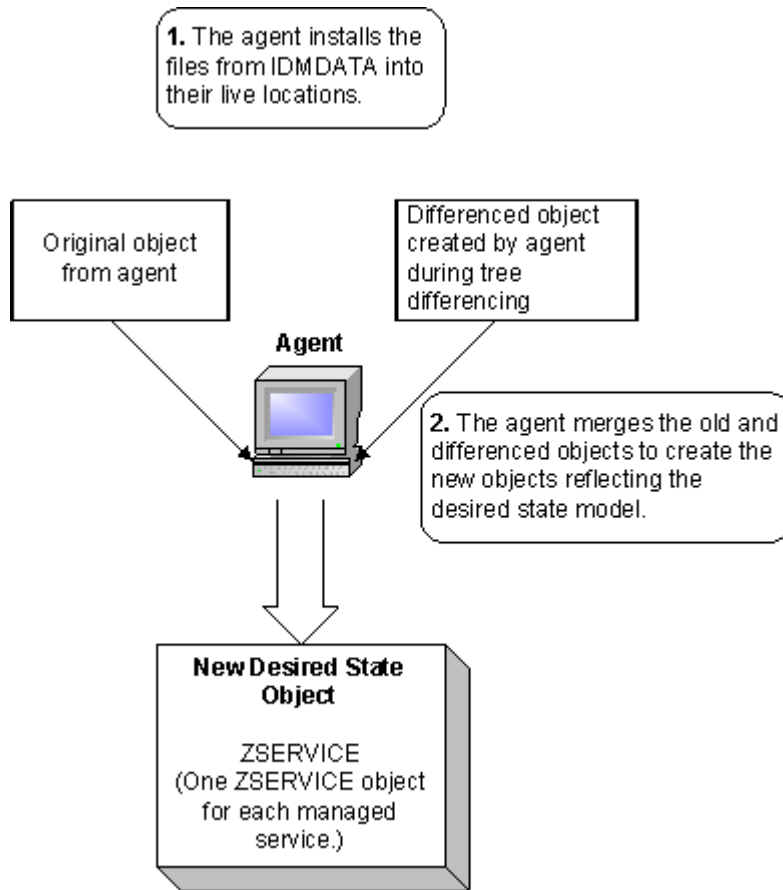 1. The agent installs the
files from IDMDATA into
their live locations.
Original object
from agent
Differenced object
created by agent
during tree
differencing
Agent
2. The agent merges the old and
differenced objects to create the
new objects reflecting the
desired state model.
New Desired State
Object
ZSERVICE
(One ZSERVICE object
for each managed
service.)